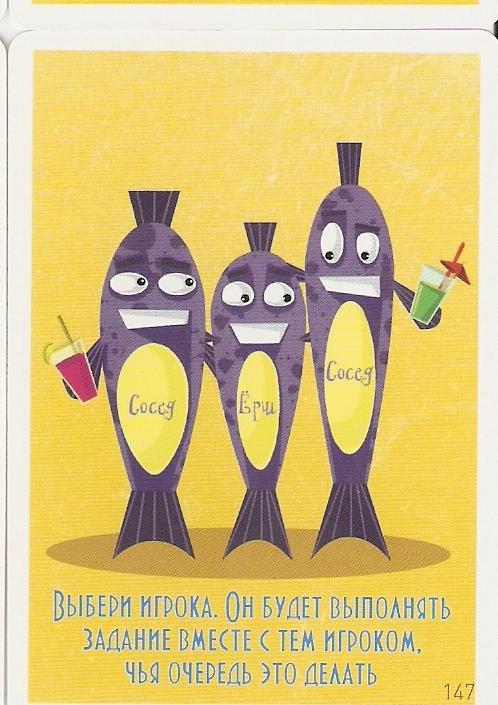 Сосед
Ёрш
Сосед
Выбери игрока. Он будет выполнять
задание вместе с тем игроком,
чья очередь это делать
147